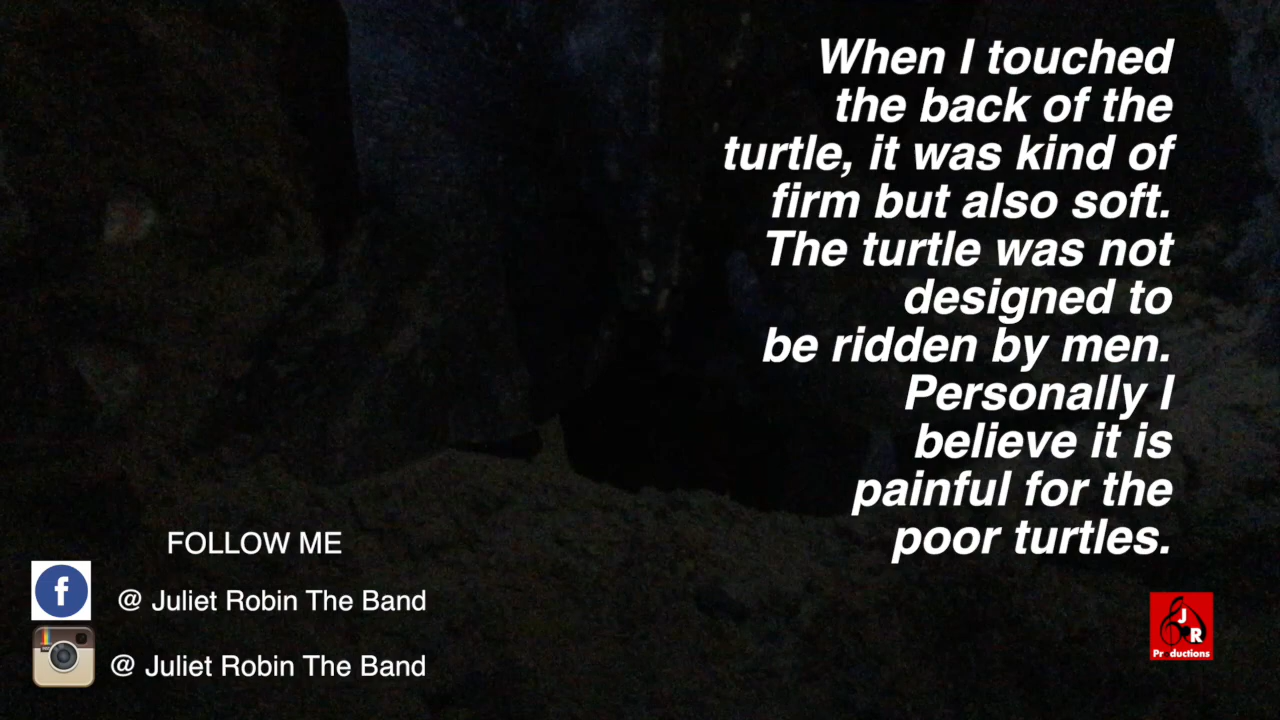 When I touched
the back of the
turtle, it was kind of
firm but also soft.
The turtle was not
designed to
be ridden by men.
Personally I
believe it is
painful for the
poor turtles.
FOLLOW ME
f
@ Juliet Robin The Band
@ Juliet Robin The Band
J
R
Productions